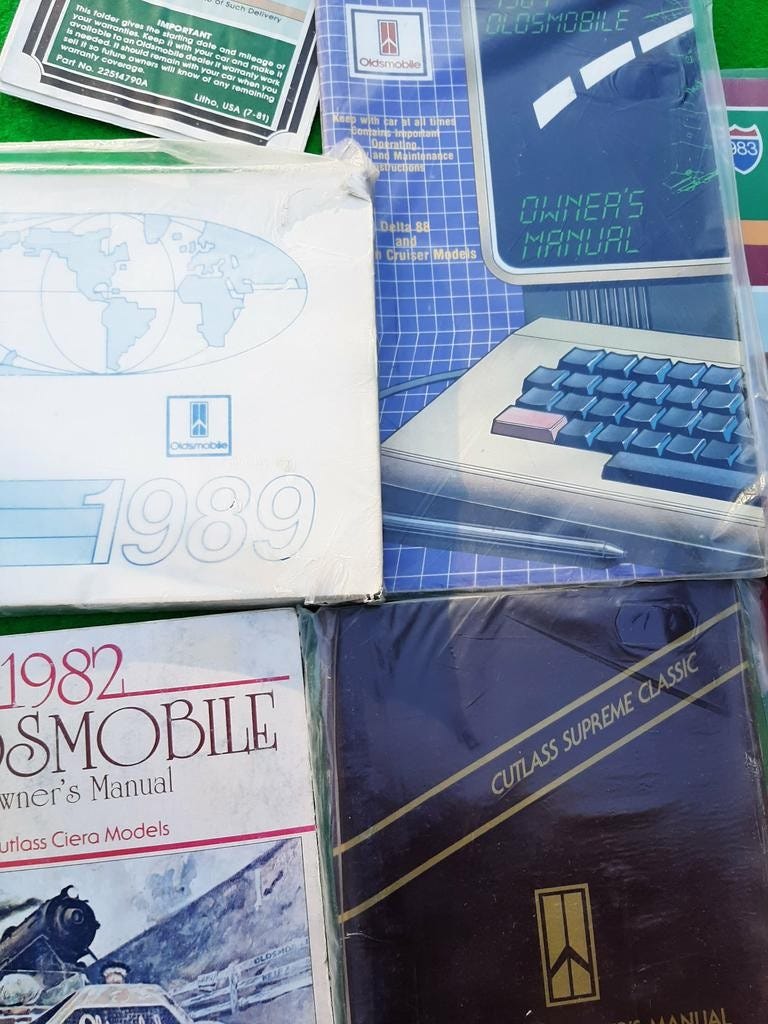 of Such Delivery
IMPORTANT
This folder gives the starting date and mileage of
your warranties. Keep it with your car and make it
available to an Oldsmobile dealer if warranty work
is needed. It should remain with your car when you
sell it so future owners will know of any remaining
warranty coverage.
Part No. 22514790A
Litho, USA (7-81)
Oldsmobile
OLDSMOBILE
Keep with car at all times
Contains Important
Operating
and Maintenance
Instructions
Delta 88
and
Cruiser Models
OWNER'S
MANUAL
983
Oldsmobile
1989
1982
OLDSMOBILE
Owner's Manual
Cutlass Ciera Models
CUTLASS SUPREME CLASSIC
MANUAL